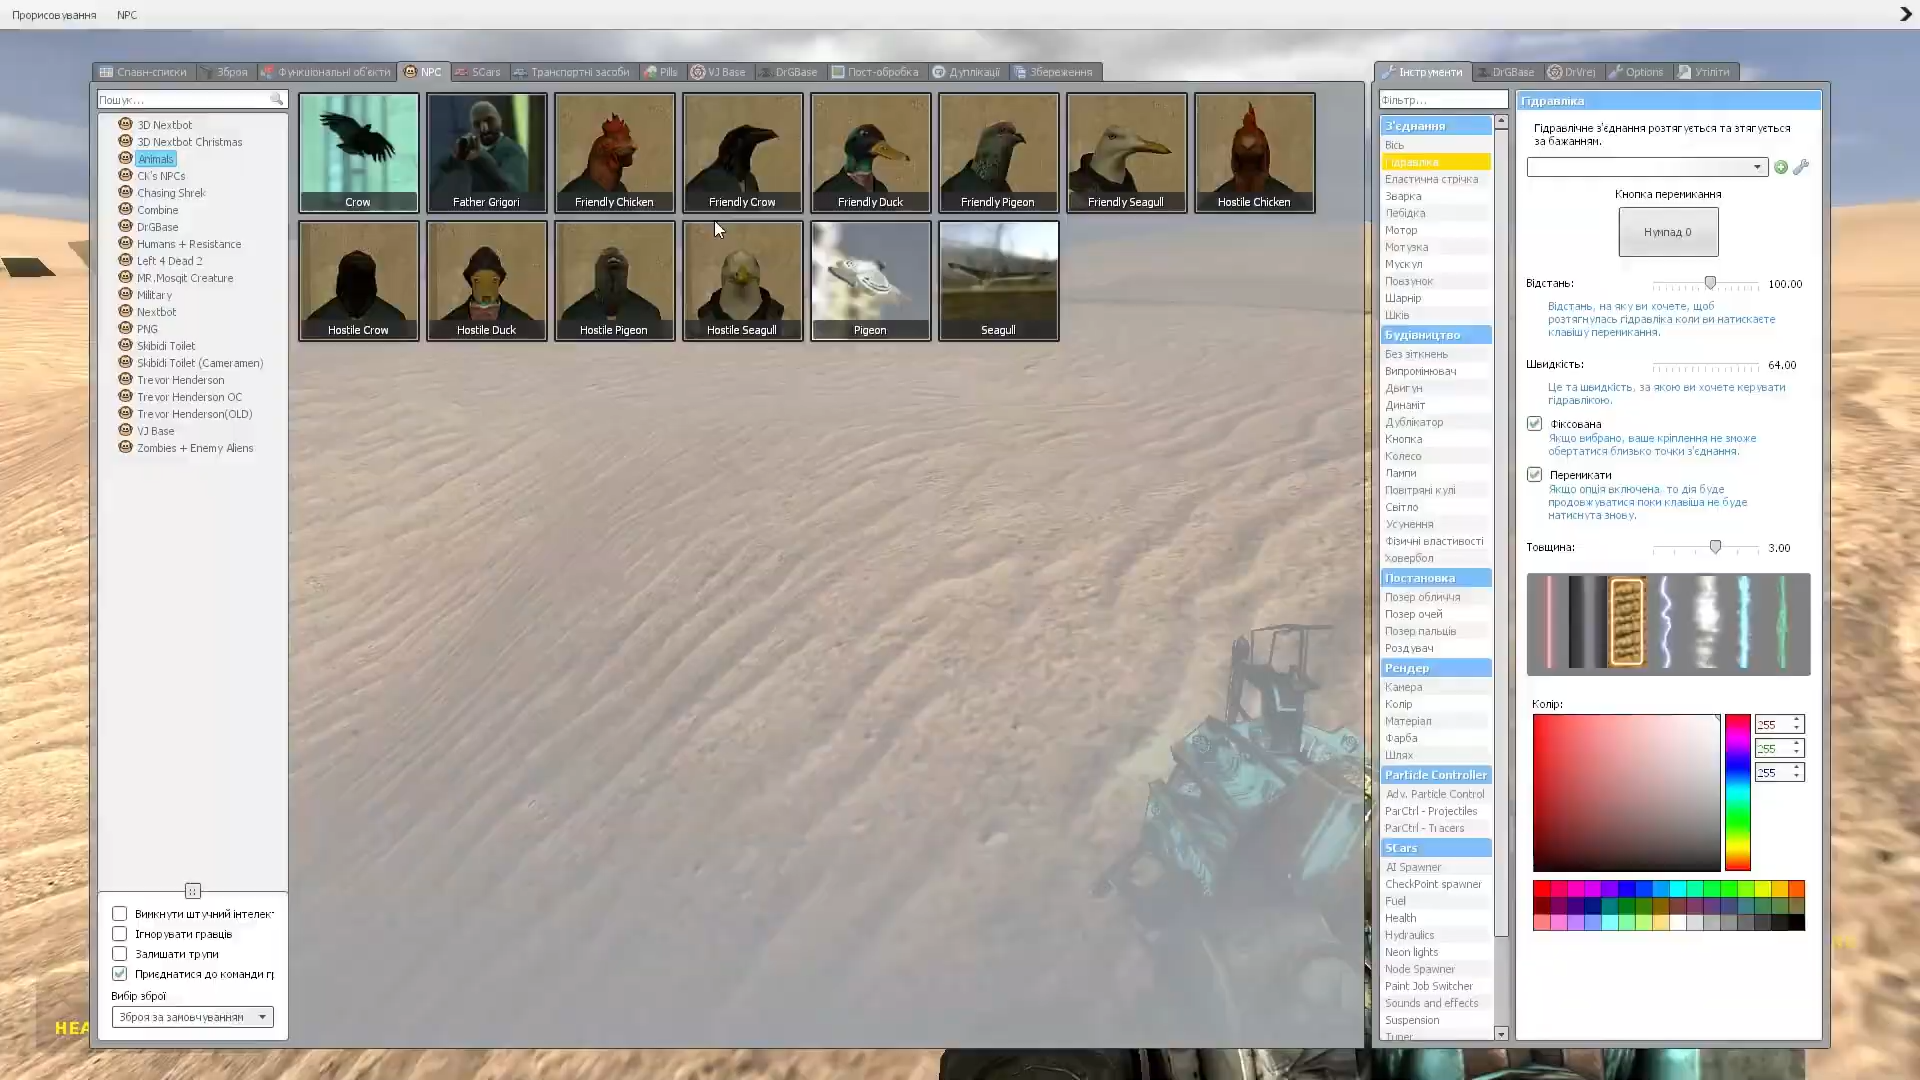 Прорисовування NPC
Спавн-списки Зброя Функціональні об'єкти NPC SCars Транспортні засоби Pills VJ Base DrGBase Пост-обробка Дуплікації Збереження
Пошук...
3D Nextbot
3D Nextbot Christmas
Animals
CK's NPCs
Chasing Shrek
Combine
DrGBase
Humans + Resistance
Left 4 Dead 2
MR.Mosqit Creature
Military
Nextbot
PNG
Skibidi Toilet
Skibidi Toilet (Cameramen)
Trevor Henderson
Trevor Henderson OC
Trevor Henderson(OLD)
VJ Base
Zombies + Enemy Aliens
Вимкнути штучний інтелект
Ігнорувати гравців
Залишати трупи
Приєднатися до команди гр
Вибір зброї
Зброя за замовчуванням
HEA
Crow Father Grigori Friendly Chicken Friendly Crow Friendly Duck Friendly Pigeon Friendly Seagull Hostile Chicken
Hostile Crow Hostile Duck Hostile Pigeon Hostile Seagull Pigeon Seagull
Інструменти DrGBase DrVrej Options Утиліти
Фільтр...
З'єднання
Вісь
Гідравліка
Еластична стрічка
Зварка
Лебідка
Мотор
Мотузка
Мускул
Повзунок
Шарнір
Шків
Будівництво
Без зіткнень
Випромінювач
Двигун
Динаміт
Дублікатор
Кнопка
Колесо
Лампи
Повітряні кулі
Світло
Усунення
Фізичні властивості
Ховербол
Постановка
Позер обличчя
Позер очей
Позер пальців
Роздувач
Рендер
Камера
Колір
Матеріал
Фарба
Шлях
Particle Controller
Adv. Particle Control
ParCtrl - Projectiles
ParCtrl - Tracers
SCars
AI Spawner
CheckPoint spawner
Fuel
Health
Hydraulics
Neon lights
Node Spawner
Paint Job Switcher
Sounds and effects
Suspension
Tuner
Гідравліка
Гідравлічне з'єднання розтягується та зтягується
за бажанням.
Кнопка перемикання
Нумпад 0
Відстань: 100.00
Відстань, на яку ви хочете, щоб
розтягнулась гідравліка коли ви натискаєте
клавішу перемикання.
Швидкість: 64.00
Це та швидкість, за якою ви хочете керувати
гідравлікою.
Фіксована
Якщо вибрано, ваше кріплення не зможе
обертатися близько точки з'єднання.
Перемикати
Якщо опція включена, то дія буде
продовжуватися поки клавіша не буде
натиснута знову.
Товщина: 3.00
Колір:
255
255
255